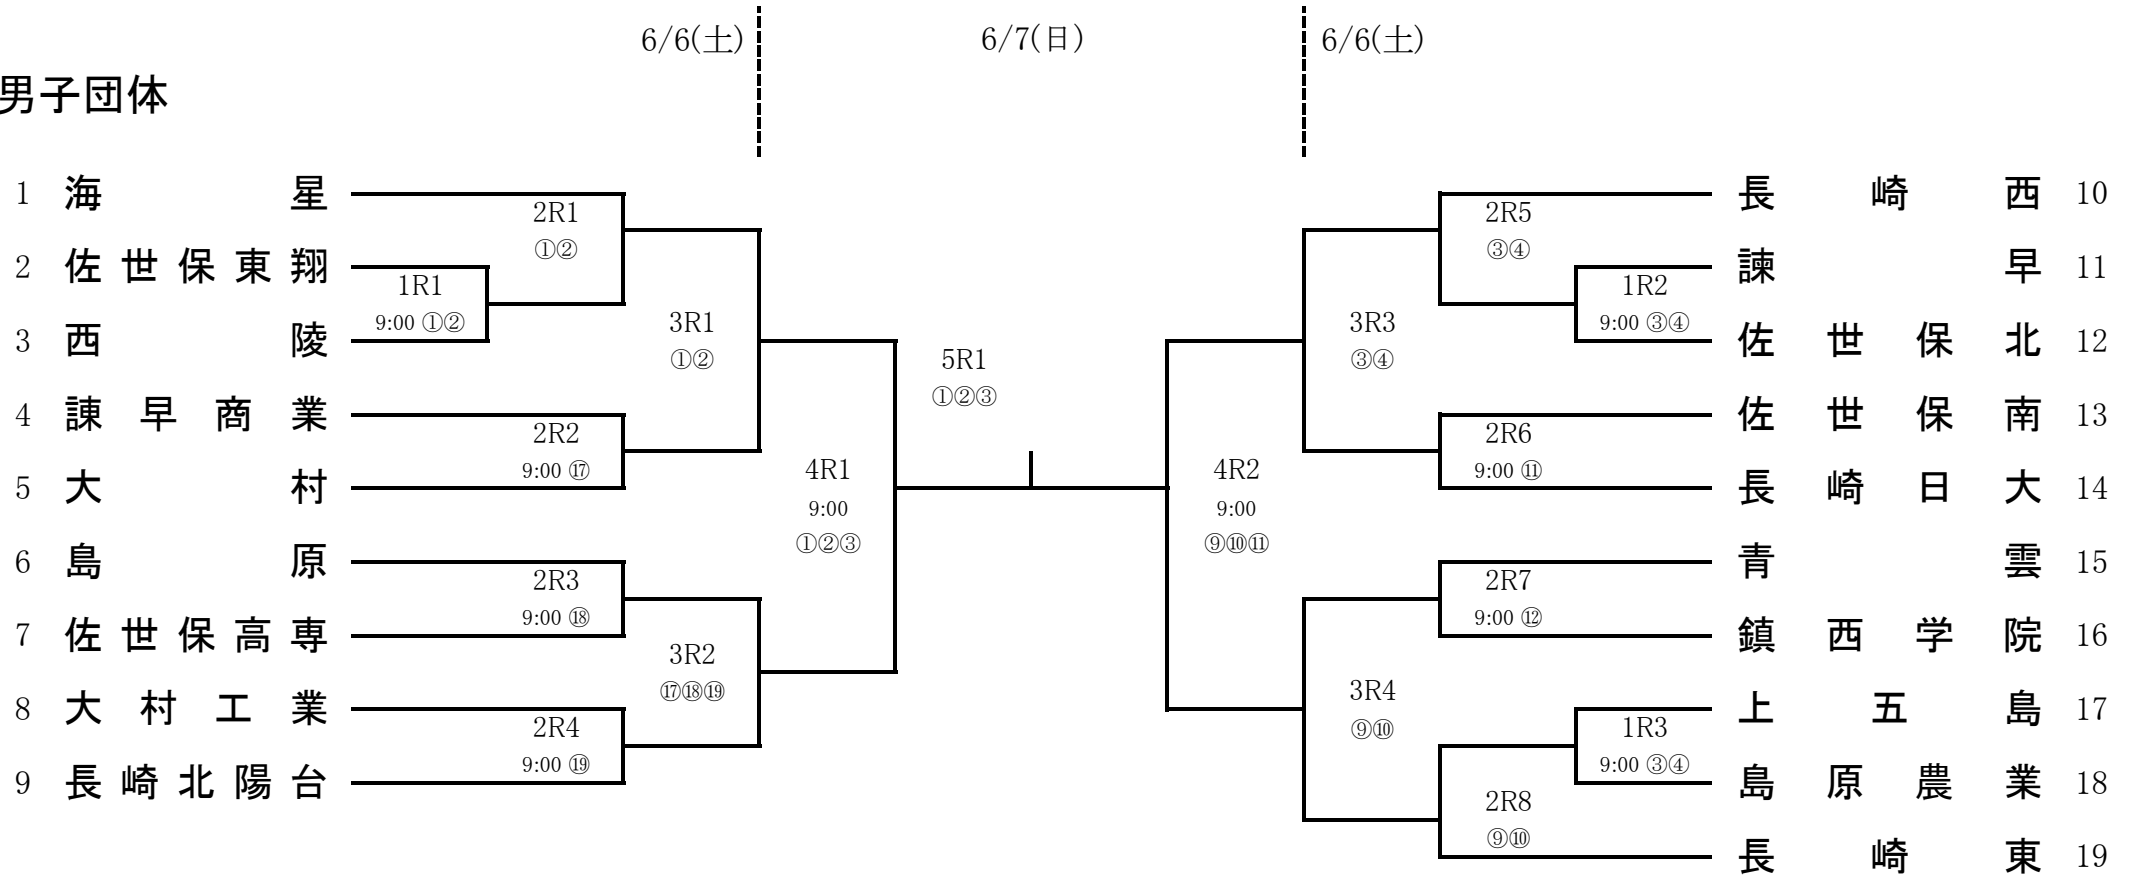 6/6(土) 6/7(日) 6/6(土)
男子団体
1 海星
2 佐世保東翔
3 西陵
4 諫早商業
5 大村
6 島原
7 佐世保高専
8 大村工業
9 長崎北陽台
1R1
9:00 ①②
2R1
①②
2R2
9:00 ⑰
2R3
9:00 ⑱
2R4
9:00 ⑲
3R1
①②
3R2
⑰⑱⑲
4R1
9:00
①②③
5R1
①②③
4R2
9:00
⑨⑩⑪
3R3
③④
3R4
⑨⑩
2R5
③④
2R6
9:00 ⑪
2R7
9:00 ⑫
2R8
⑨⑩
1R2
9:00 ③④
1R3
9:00 ③④
長崎西 10
諫早 11
佐世保北 12
佐世保南 13
長崎日大 14
青雲 15
鎮西学院 16
上五島 17
島原農業 18
長崎東 19